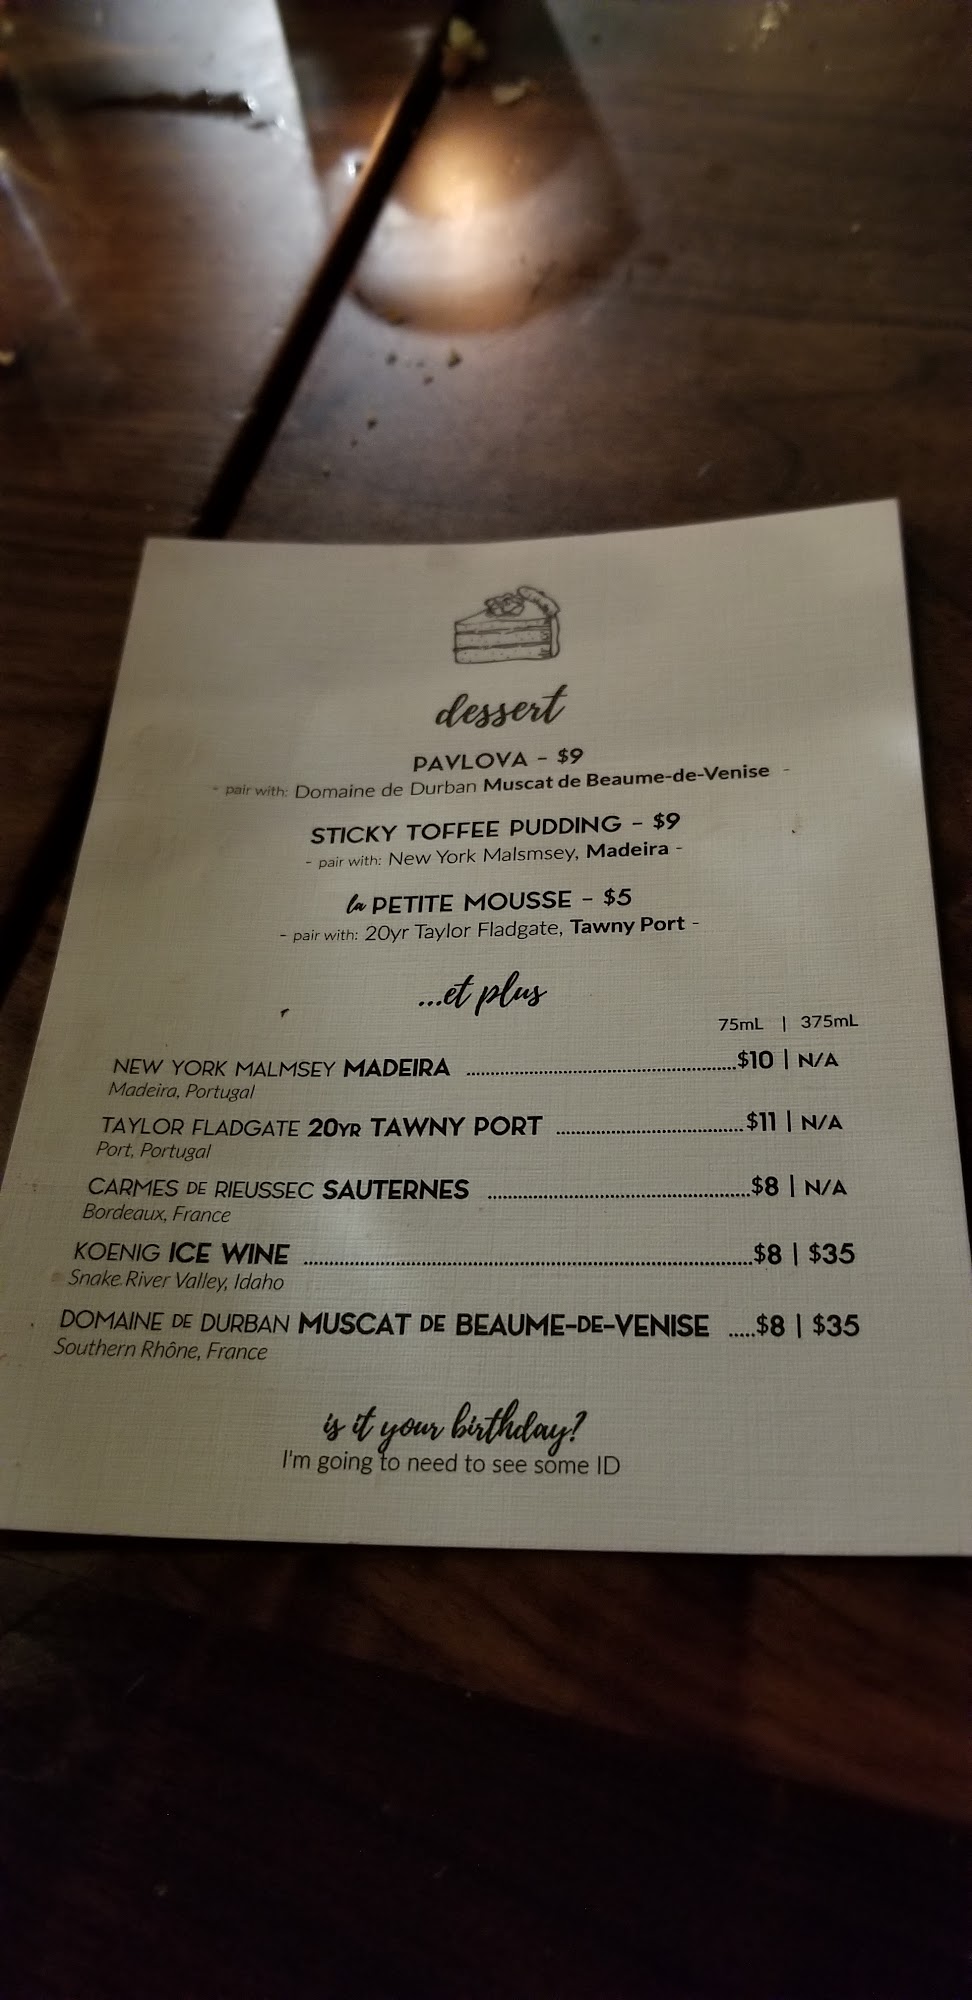 dessert
PAVLOVA - $9
- pair with: Domaine de Durban Muscat de Beaume-de-Venise -
STICKY TOFFEE PUDDING - $9
- pair with: New York Malsmsey, Madeira -
la PETITE MOUSSE - $5
- pair with: 20yr Taylor Fladgate, Tawny Port -
...et plus
75mL | 375mL
NEW YORK MALMSEY MADEIRA ........ $10 | N/A
Madeira, Portugal
TAYLOR FLADGATE 20YR TAWNY PORT ........ $11 | N/A
Port, Portugal
CARMES DE RIEUSSEC SAUTERNES ........ $8 | N/A
Bordeaux, France
KOENIG ICE WINE ........ $8 | $35
Snake River Valley, Idaho
DOMAINE DE DURBAN MUSCAT DE BEAUME-DE-VENISE ..... $8 | $35
Southern Rhône, France
is it your birthday?
I'm going to need to see some ID